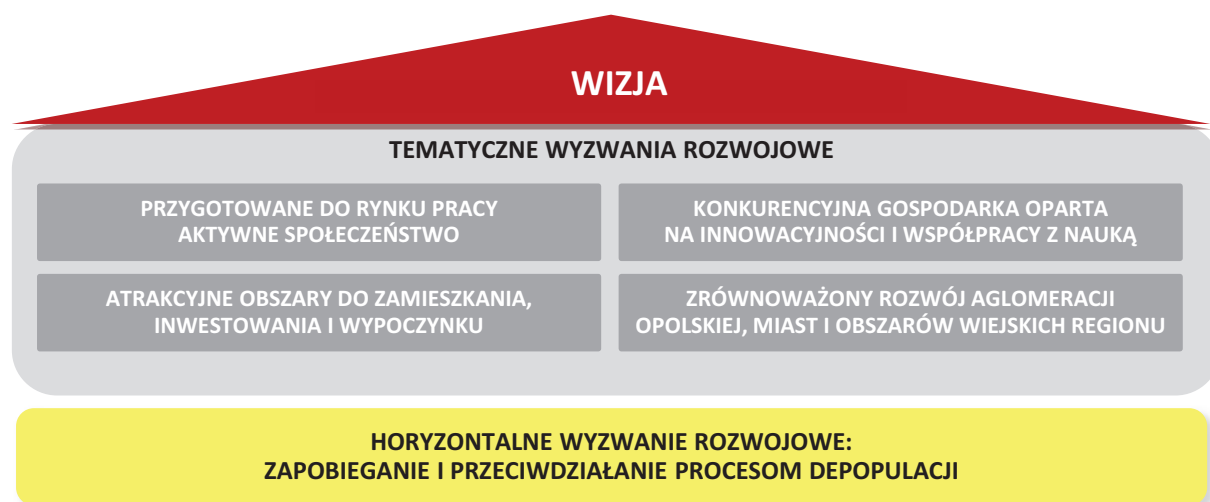 WIZJA
TEMATYCZNE WYZWANIA ROZWOJOWE
PRZYGOTOWANE DO RYNKU PRACY
AKTYWNE SPOŁECZEŃSTWO
KONKURENCYJNA GOSPODARKA OPARTA
NA INNOWACYJNOŚCI I WSPÓŁPRACY Z NAUKĄ
ATRAKCYJNE OBSZARY DO ZAMIESZKANIA,
INWESTOWANIA I WYPOCZYNKU
ZRÓWNOWAŻONY ROZWÓJ AGLOMERACJI
OPOLSKIEJ, MIAST I OBSZARÓW WIEJSKICH REGIONU
HORYZONTALNE WYZWANIE ROZWOJOWE:
ZAPOBIEGANIE I PRZECIWDZIAŁANIE PROCESOM DEPOPULACJI